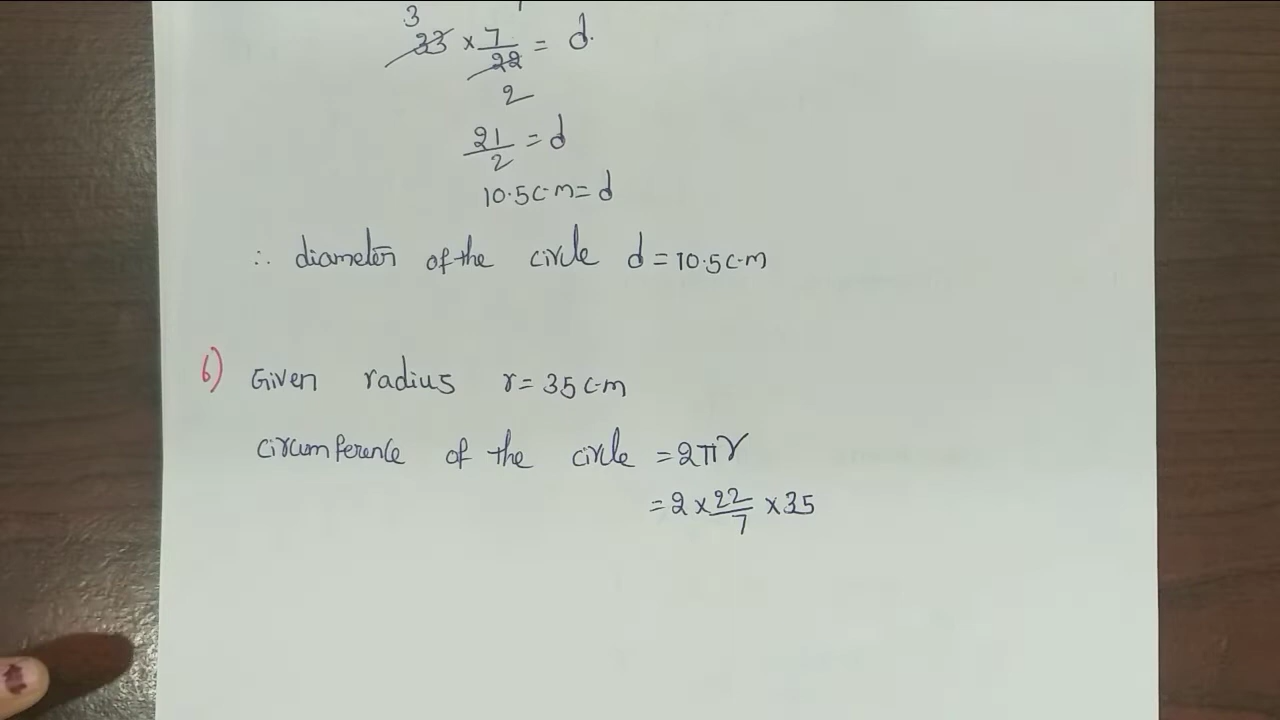 3
33 × 7/22 = d.
2
21/2 = d
10.5 c.m = d
∴ diameter of the circle d = 10.5 c.m
6) Given radius r = 35 c.m
circumference of the circle = 2πr
= 2 × 22/7 × 35